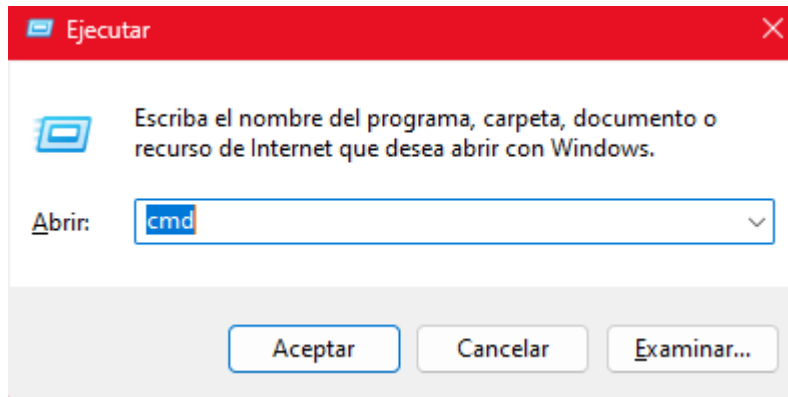 Ejecutar
Escriba el nombre del programa, carpeta, documento o
recurso de Internet que desea abrir con Windows.
Abrir: cmd
Aceptar Cancelar Examinar...